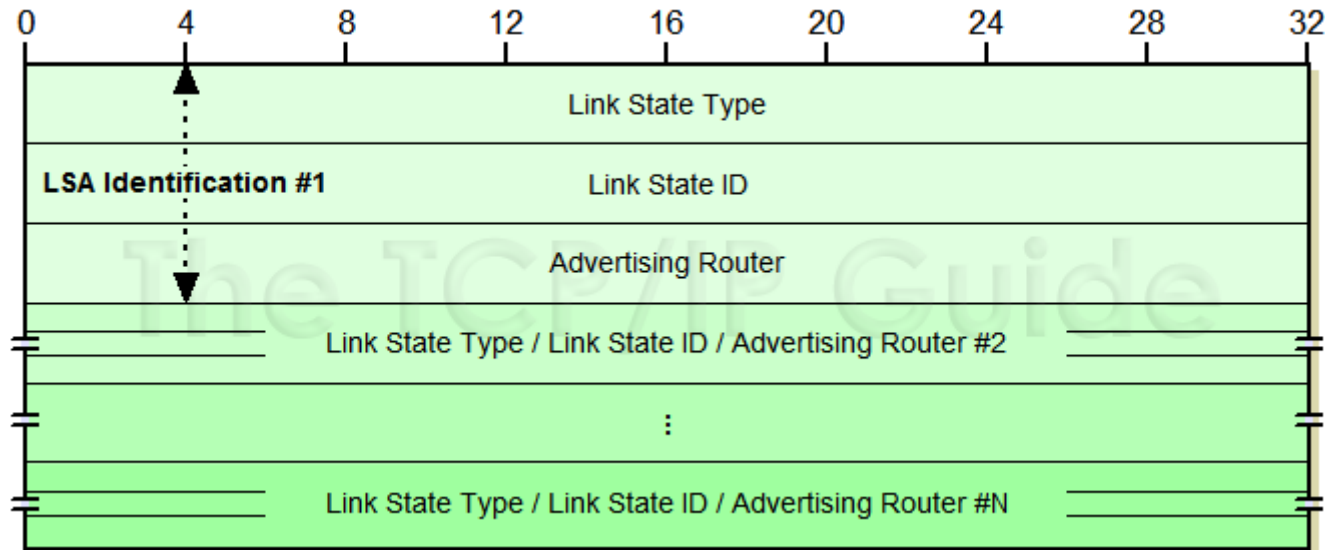 0 4 8 12 16 20 24 28 32
Link State Type
LSA Identification #1 Link State ID
Advertising Router
The TCP/IP Guide
Link State Type / Link State ID / Advertising Router #2
⋮
Link State Type / Link State ID / Advertising Router #N